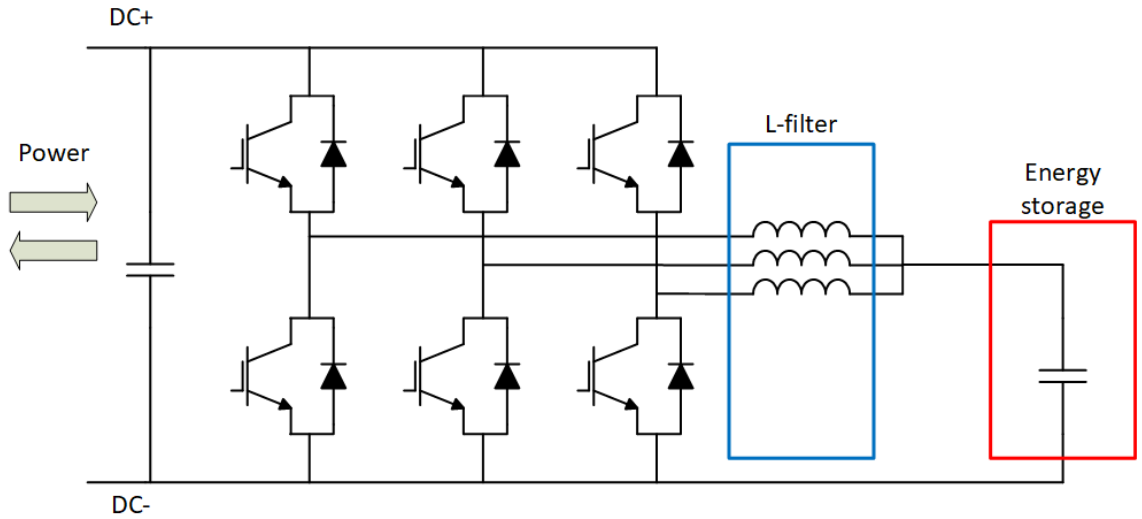 DC+
L-filter
Power
Energy
storage
DC-